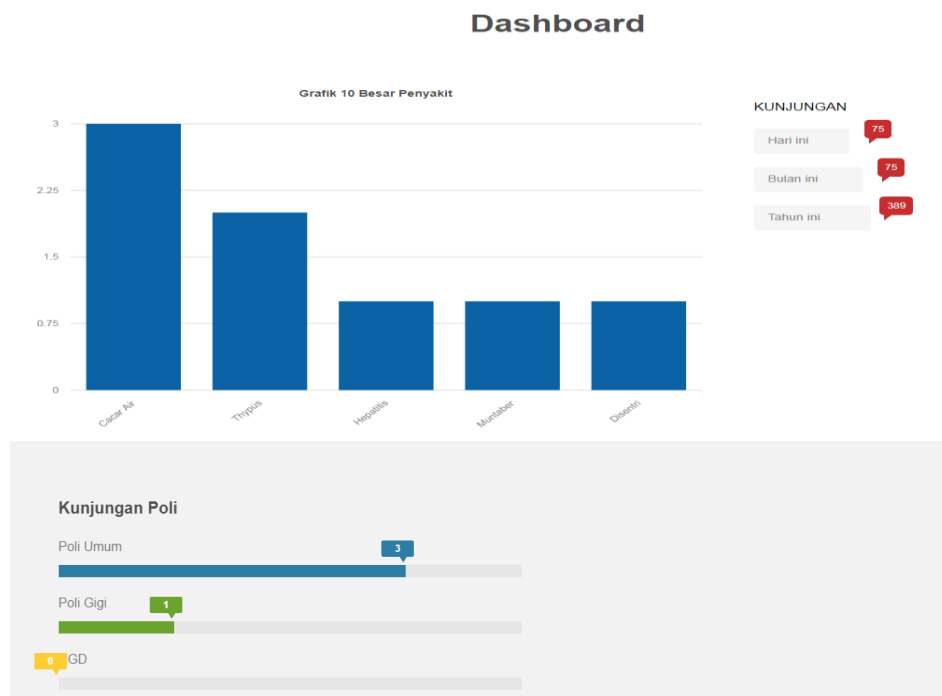 Dashboard
Grafik 10 Besar Penyakit
3
2.25
1.5
0.75
0
Cacar Air
Thypus
Hepatitis
Muntaber
Disentri
KUNJUNGAN
Hari ini 75
Bulan ini 75
Tahun ini 389
Kunjungan Poli
Poli Umum 3
Poli Gigi 1
0 GD